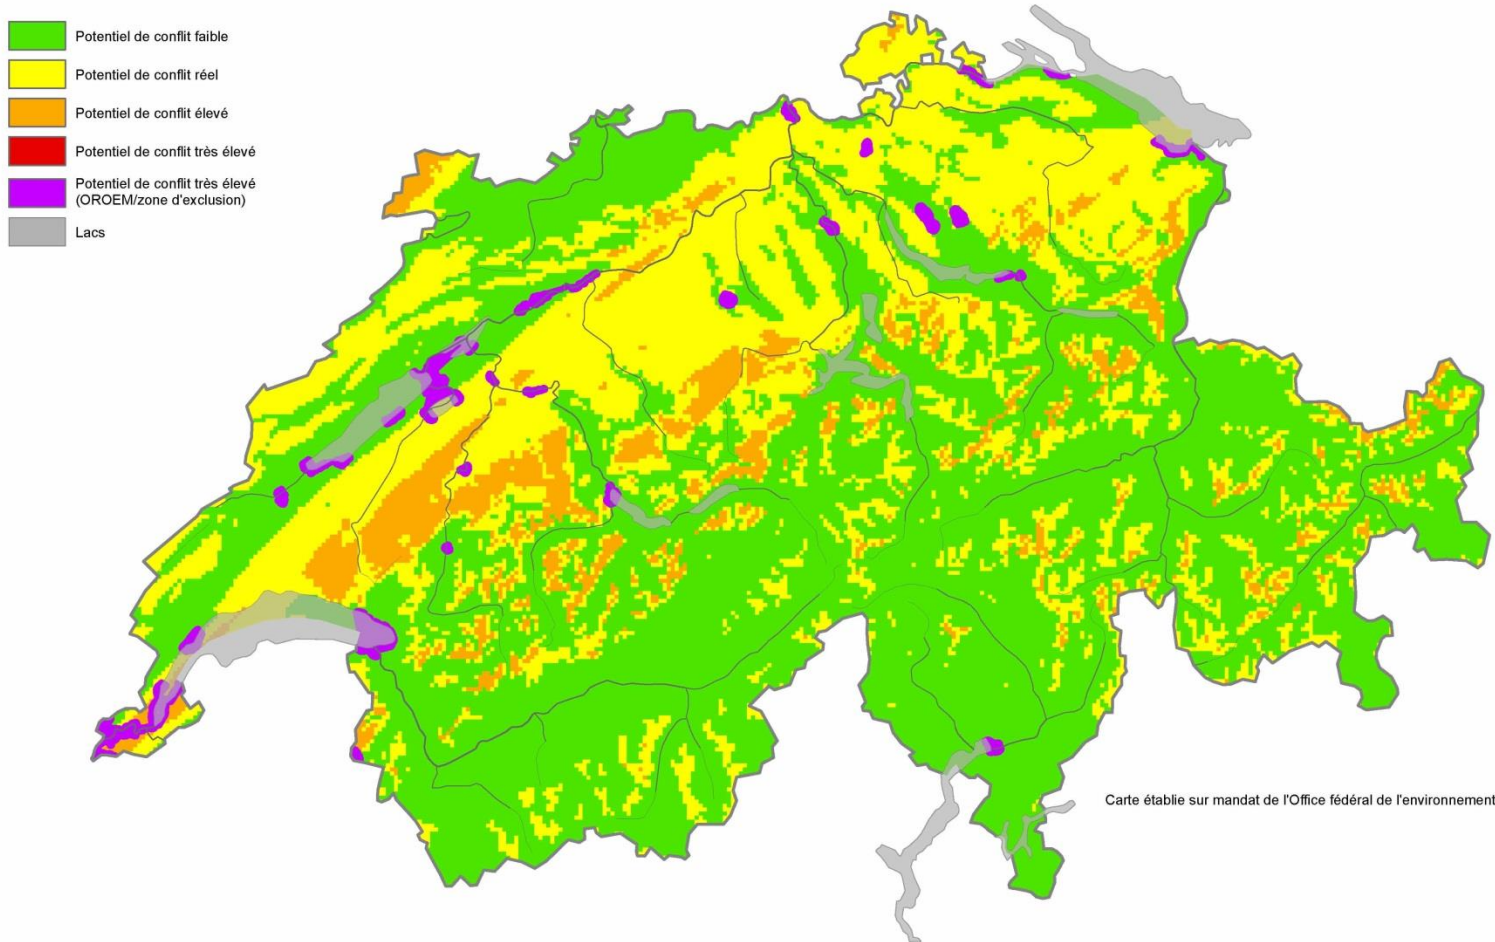 Potentiel de conflit faible
Potentiel de conflit réel
Potentiel de conflit élevé
Potentiel de conflit très élevé
Potentiel de conflit très élevé
(OROEM/zone d'exclusion)
Lacs
Carte établie sur mandat de l'Office fédéral de l'environnement